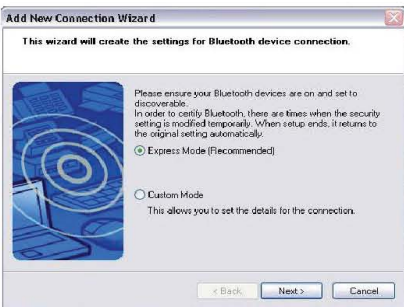 Add New Connection Wizard
This wizard will create the settings for Bluetooth device connection.
Please ensure your Bluetooth devices are on and set to
discoverable.
In order to certify Bluetooth, there are times when the security
setting is modified temporarily. When setup ends, it returns to
the original setting automatically.
Express Mode (Recommended)
Custom Mode
This allows you to set the details for the connection.
< Back Next > Cancel